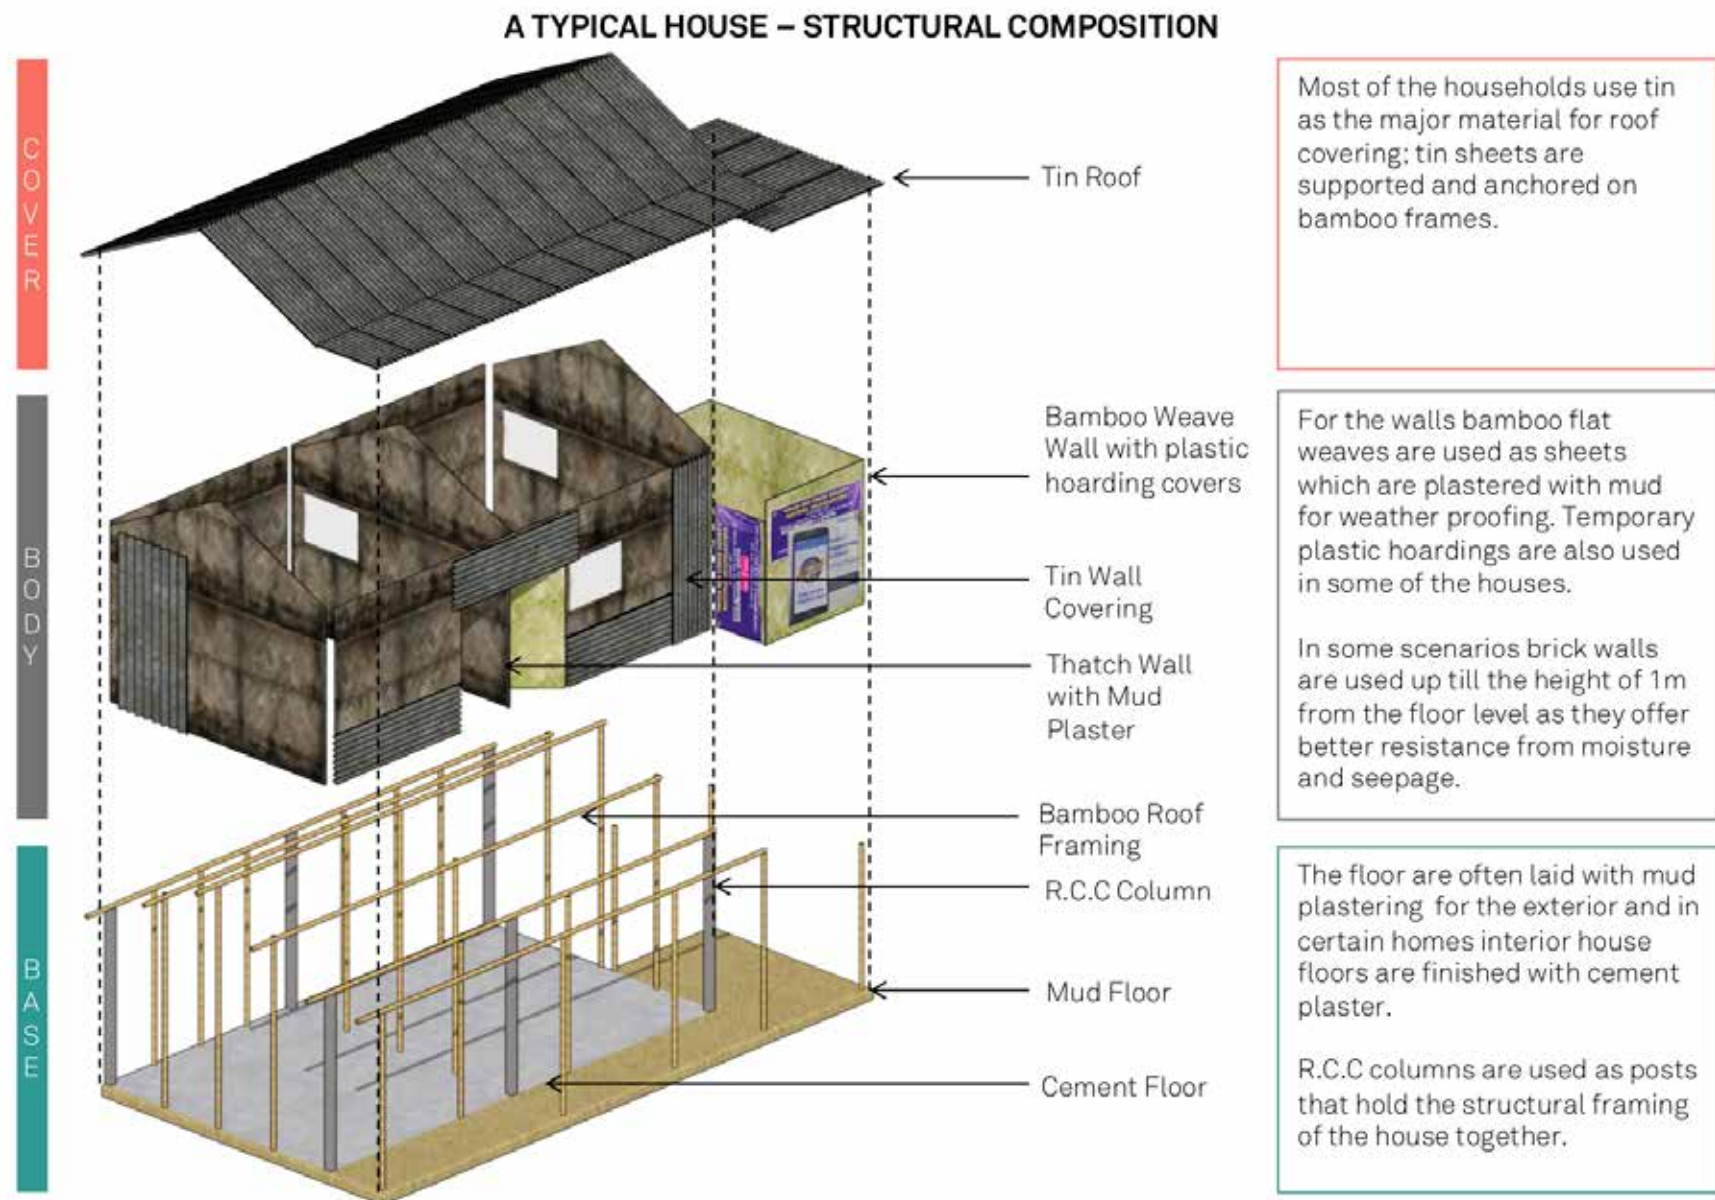 A TYPICAL HOUSE – STRUCTURAL COMPOSITION
COVER
Tin Roof
Most of the households use tin
as the major material for roof
covering; tin sheets are
supported and anchored on
bamboo frames.
BODY
Bamboo Weave
Wall with plastic
hoarding covers
Tin Wall
Covering
Thatch Wall
with Mud
Plaster
For the walls bamboo flat
weaves are used as sheets
which are plastered with mud
for weather proofing. Temporary
plastic hoardings are also used
in some of the houses.
In some scenarios brick walls
are used up till the height of 1m
from the floor level as they offer
better resistance from moisture
and seepage.
BASE
Bamboo Roof
Framing
R.C.C Column
Mud Floor
Cement Floor
The floor are often laid with mud
plastering for the exterior and in
certain homes interior house
floors are finished with cement
plaster.
R.C.C columns are used as posts
that hold the structural framing
of the house together.